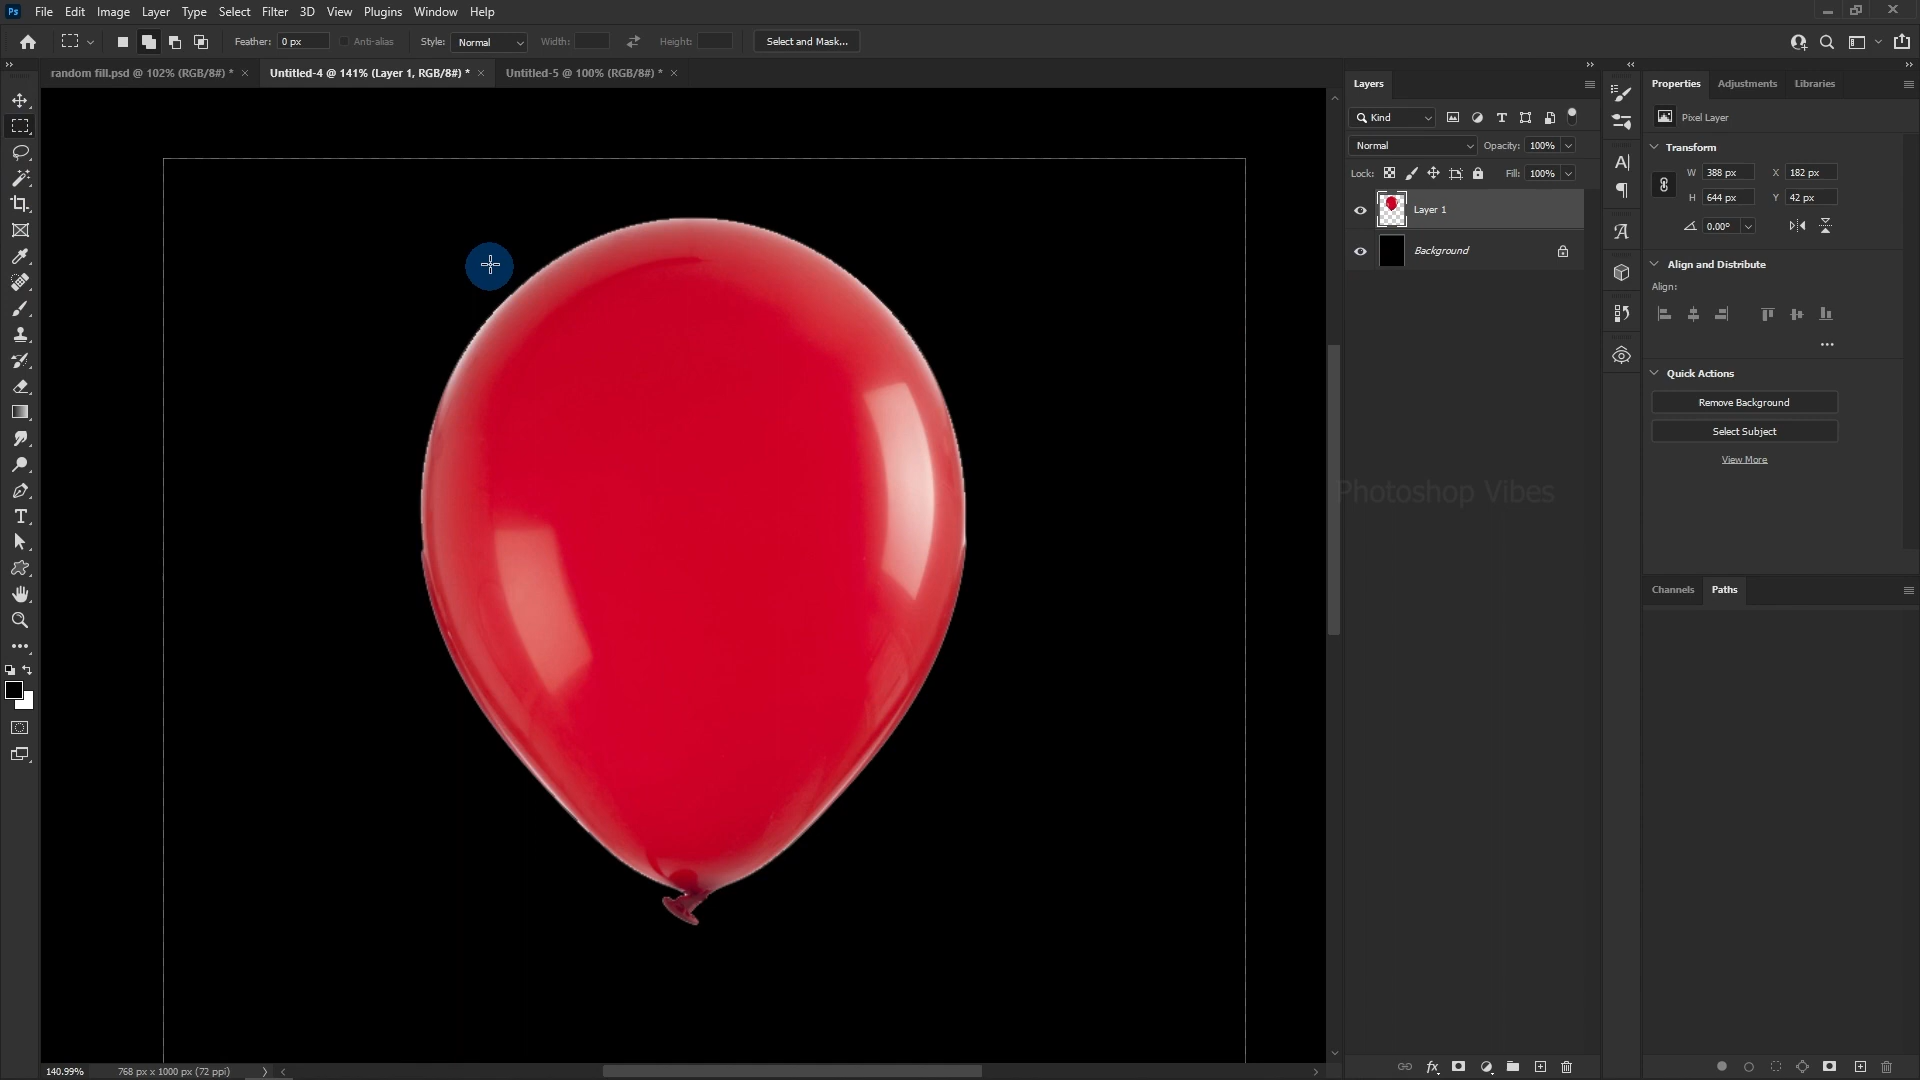 Ps File Edit Image Layer Type Select Filter 3D View Plugins Window Help
Feather: 0 px Anti-alias Style: Normal Width: Height: Select and Mask...
random fill.psd @ 102% (RGB/8#) * × Untitled-4 @ 141% (Layer 1, RGB/8#) * × Untitled-5 @ 100% (RGB/8#) * ×
Layers
Kind
Normal Opacity: 100%
Lock: Fill: 100%
Layer 1
Background
Properties Adjustments Libraries
Pixel Layer
Transform
W 388 px X 182 px
H 644 px Y 42 px
0.00°
Align and Distribute
Align:
Quick Actions
Remove Background
Select Subject
View More
Photoshop Vibes
Channels Paths
140.99% 768 px x 1000 px (72 ppi)